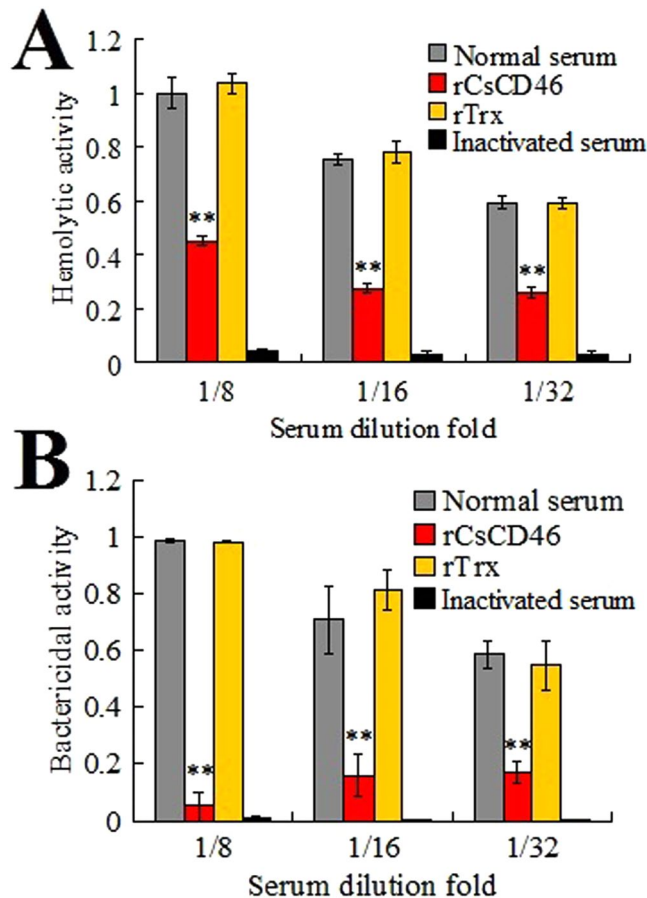 A
Hemolytic activity
1.2
1
0.8
0.6
0.4
0.2
0
Normal serum
rCsCD46
rTrx
Inactivated serum
** ** **
1/8 1/16 1/32
Serum dilution fold
B
Bactericidal activity
1.2
1
0.8
0.6
0.4
0.2
0
Normal serum
rCsCD46
rTrx
Inactivated serum
** ** **
1/8 1/16 1/32
Serum dilution fold